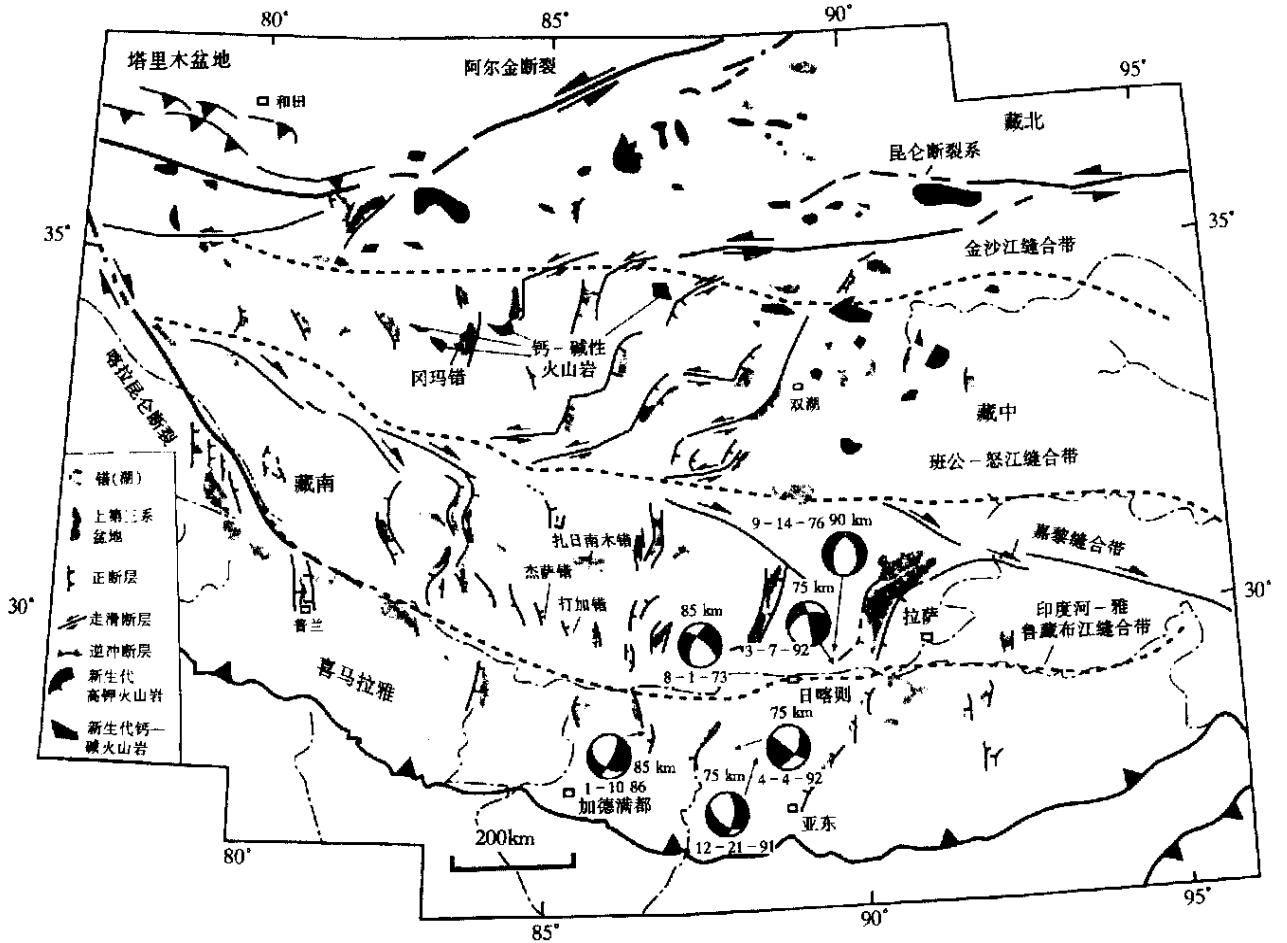 80°
85°
90°
95°
塔里木盆地
阿尔金断裂
和田
藏北
昆仑断裂系
35°
35°
金沙江缝合带
钙－碱性
火山岩
冈玛错
双湖
藏中
喀拉昆仑断裂
班公－怒江缝合带
藏南
错(湖)
上第三系
盆地
正断层
走滑断层
逆冲断层
新生代
高钾火山岩
新生代钙—
碱火山岩
9－14－76
90 km
扎日南木错
嘉黎缝合带
杰萨错
75 km
30°
30°
打加错
85 km
普兰
拉萨
印度河－雅
鲁藏布江缝合带
3－7－92
8－1－73
喜马拉雅
日喀则
75 km
85 km
75 km
4－4－92
1－10 86
加德满都
亚东
12－21－91
200km
80°
85°
90°
95°